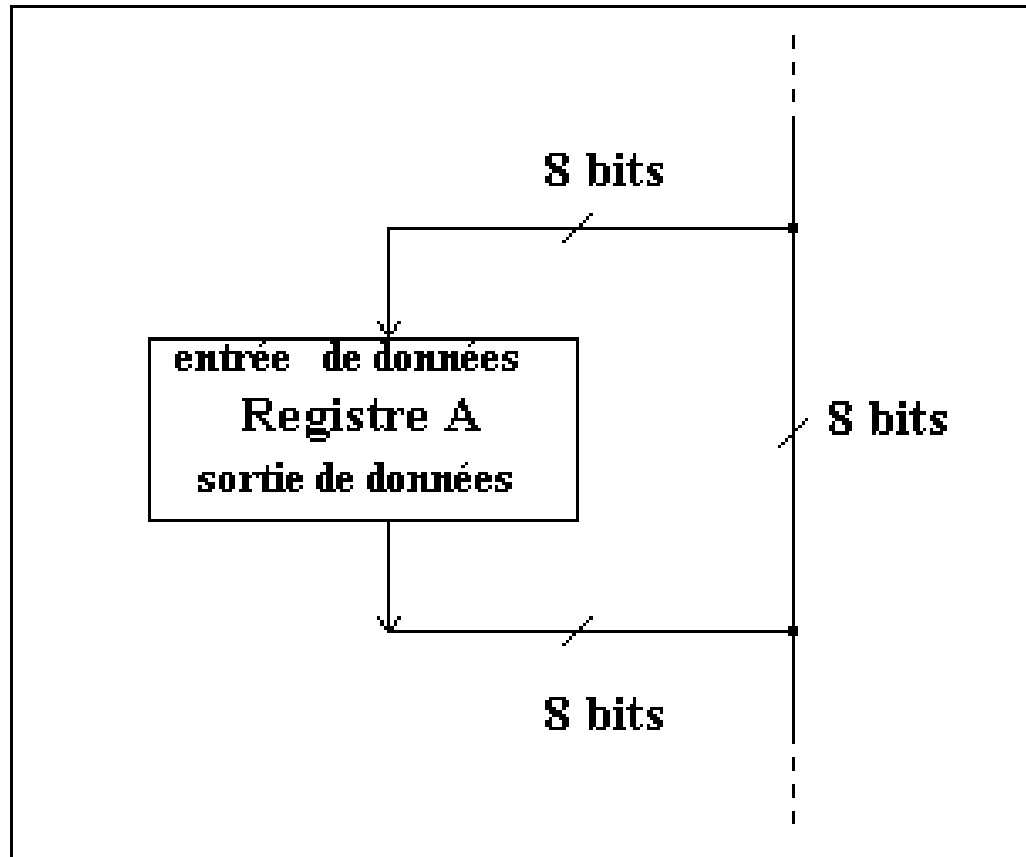 8 bits
entrée de données
Registre A
8 bits
sortie de données
8 bits